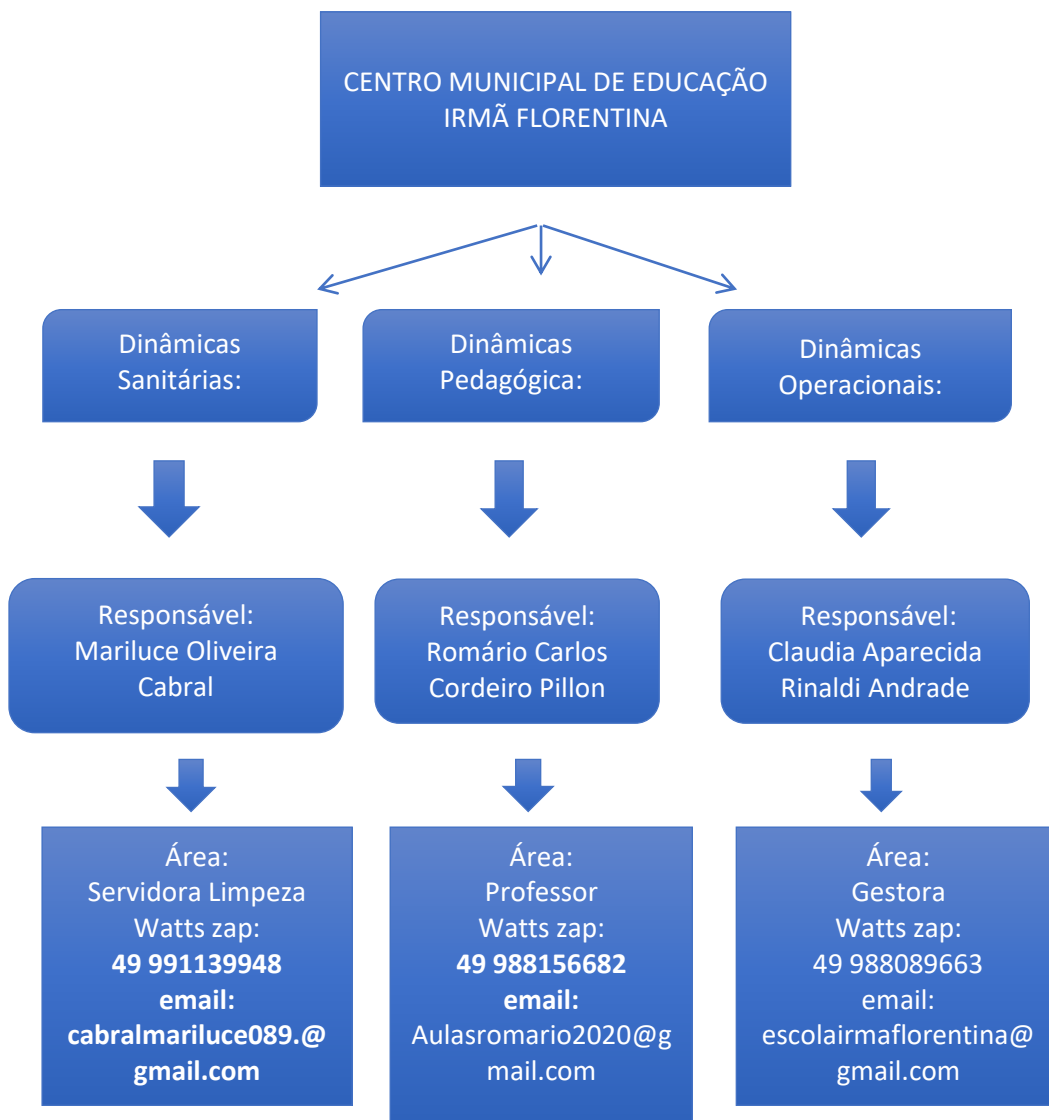 CENTRO MUNICIPAL DE EDUCAÇÃO
IRMÃ FLORENTINA
Dinâmicas
Sanitárias:
Dinâmicas
Pedagógica:
Dinâmicas
Operacionais:
Responsável:
Mariluce Oliveira
Cabral
Responsável:
Romário Carlos
Cordeiro Pillon
Responsável:
Claudia Aparecida
Rinaldi Andrade
Área:
Servidora Limpeza
Watts zap:
49 991139948
email:
cabralmariluce089.@
gmail.com
Área:
Professor
Watts zap:
49 988156682
email:
Aulasromario2020@g
mail.com
Área:
Gestora
Watts zap:
49 988089663
email:
escolairmaflorentina@
gmail.com